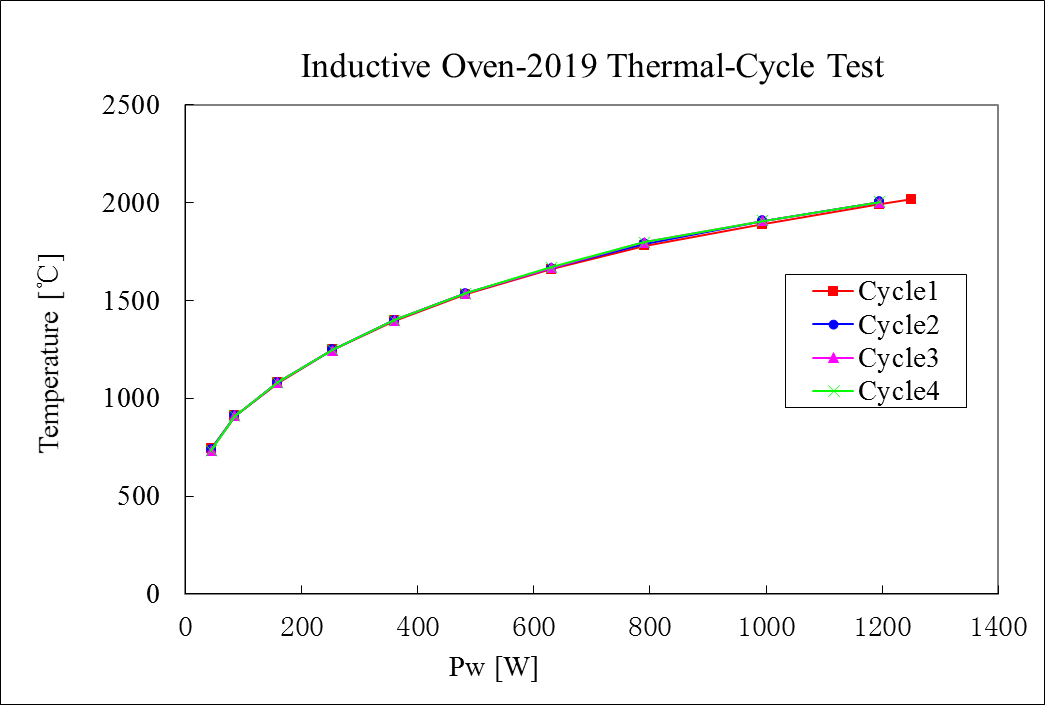 Inductive Oven-2019 Thermal-Cycle Test
2500
2000
1500
1000
500
0
Temperature [℃]
0 200 400 600 800 1000 1200 1400
Pw [W]
Cycle1
Cycle2
Cycle3
Cycle4